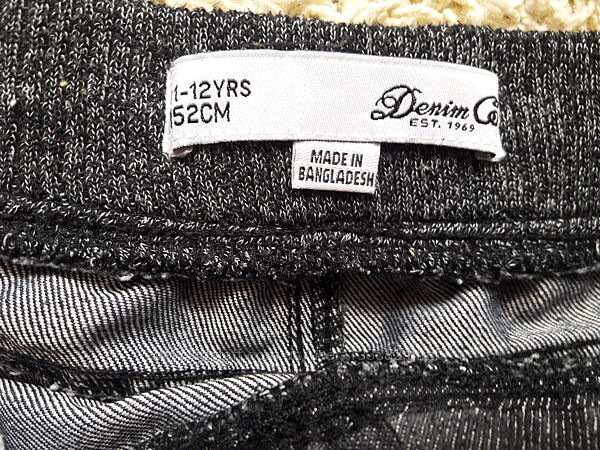 1-12YRS
152CM
Denim Co
EST. 1969
MADE IN
BANGLADESH